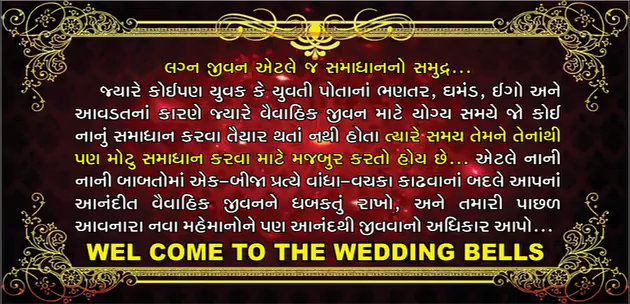 લગ્ન જીવન એટલે જ સમાધાનનો સમુદ્ર...
જ્યારે કોઈપણ યુવક કે યુવતી પોતાનાં ભણતર, ઘમંડ, ઈગો અને
આવડતનાં કારણે જ્યારે વૈવાહિક જીવન માટે યોગ્ય સમયે જો કોઈ
નાનું સમાધાન કરવા તૈયાર થતાં નથી હોતા ત્યારે સમય તેમને તેનાંથી
પણ મોટુ સમાધાન કરવા માટે મજબુર કરતો હોય છે... એટલે નાની
નાની બાબતોમાં એક-બીજા પ્રત્યે વાંધા-વચકા કાઢવાનાં બદલે આપનાં
આનંદીત વૈવાહિક જીવનને ધબકતું રાખો, અને તમારી પાછળ
આવનારા નવા મહેમાનોને પણ આનંદથી જીવવાનો અધિકાર આપો...
WEL COME TO THE WEDDING BELLS